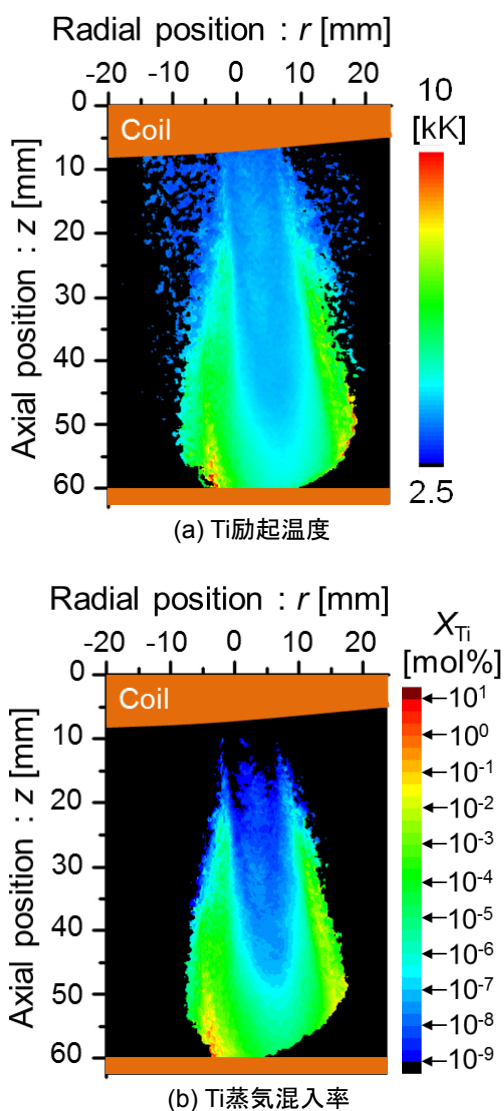 Radial position : r [mm]
-20 -10 0 10 20
Axial position : z [mm]
0
10
20
30
40
50
60
Coil
10
[kK]
2.5
(a) Ti励起温度
Radial position : r [mm]
-20 -10 0 10 20
Axial position : z [mm]
0
10
20
30
40
50
60
Coil
XTi
[mol%]
10¹
10⁰
10⁻¹
10⁻²
10⁻³
10⁻⁴
10⁻⁵
10⁻⁶
10⁻⁷
10⁻⁸
10⁻⁹
(b) Ti蒸気混入率